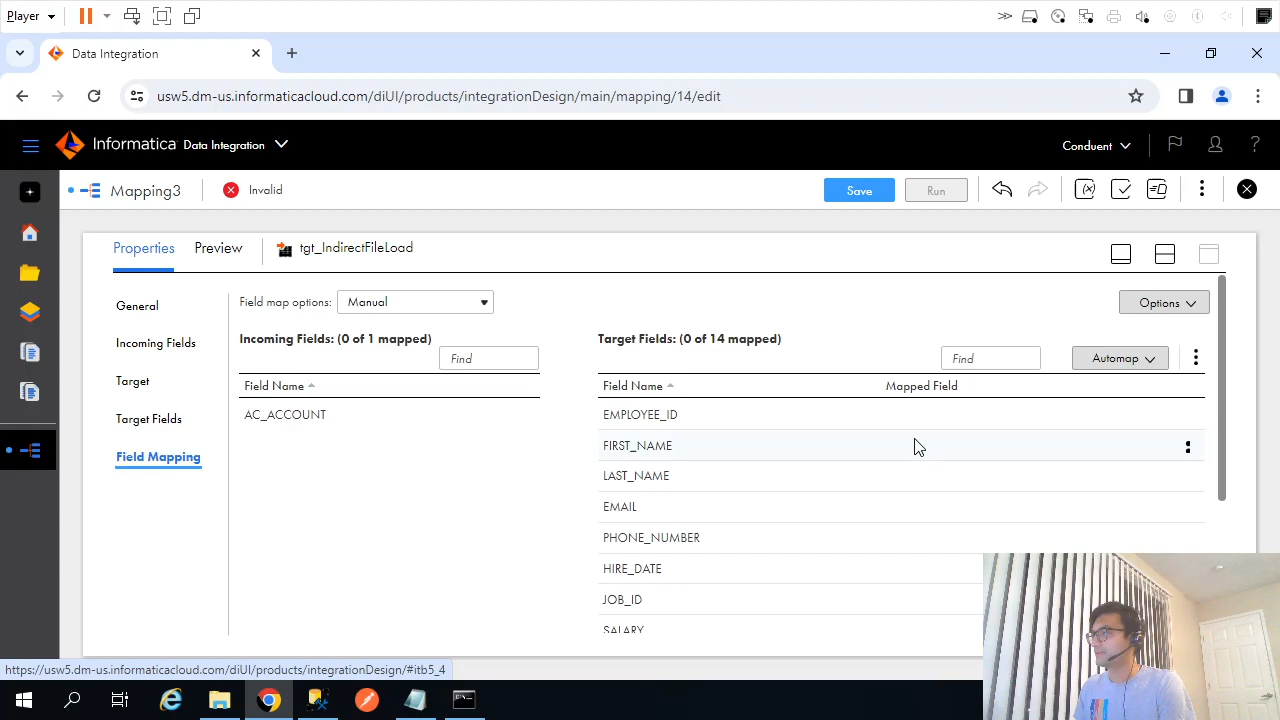 Player
Data Integration
usw5.dm-us.informaticacloud.com/diUI/products/integrationDesign/main/mapping/14/edit
Informatica Data Integration
Conduent
?
Mapping3
Invalid
Save
Run
Properties
Preview
tgt_IndirectFileLoad
General
Incoming Fields
Target
Target Fields
Field Mapping
Field map options:
Manual
Options
Incoming Fields: (0 of 1 mapped)
Find
Field Name
AC_ACCOUNT
Target Fields: (0 of 14 mapped)
Find
Automap
Field Name
Mapped Field
EMPLOYEE_ID
FIRST_NAME
LAST_NAME
EMAIL
PHONE_NUMBER
HIRE_DATE
JOB_ID
SALARY
https://usw5.dm-us.informaticacloud.com/diUI/products/integrationDesign/#itb5_4